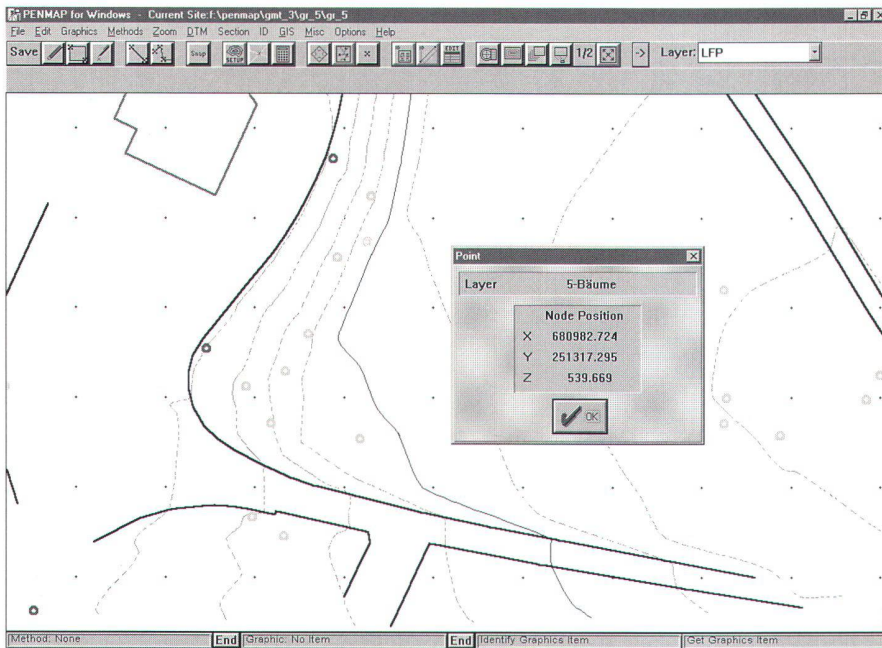 PENMAP for Windows - Current Site:f:\penmap\gmt_3\gr_5\gr_5
File Edit Graphics Methods Zoom DTM Section ID GIS Misc Options Help
Save Snap SETUP EDIT 1/2 -> Layer: LFP
Point
Layer 5-Bäume
Node Position
X 680982.724
Y 251317.295
Z 539.669
OK
Method: None End Graphic: No Item End Identify Graphics Item Get Graphics Item